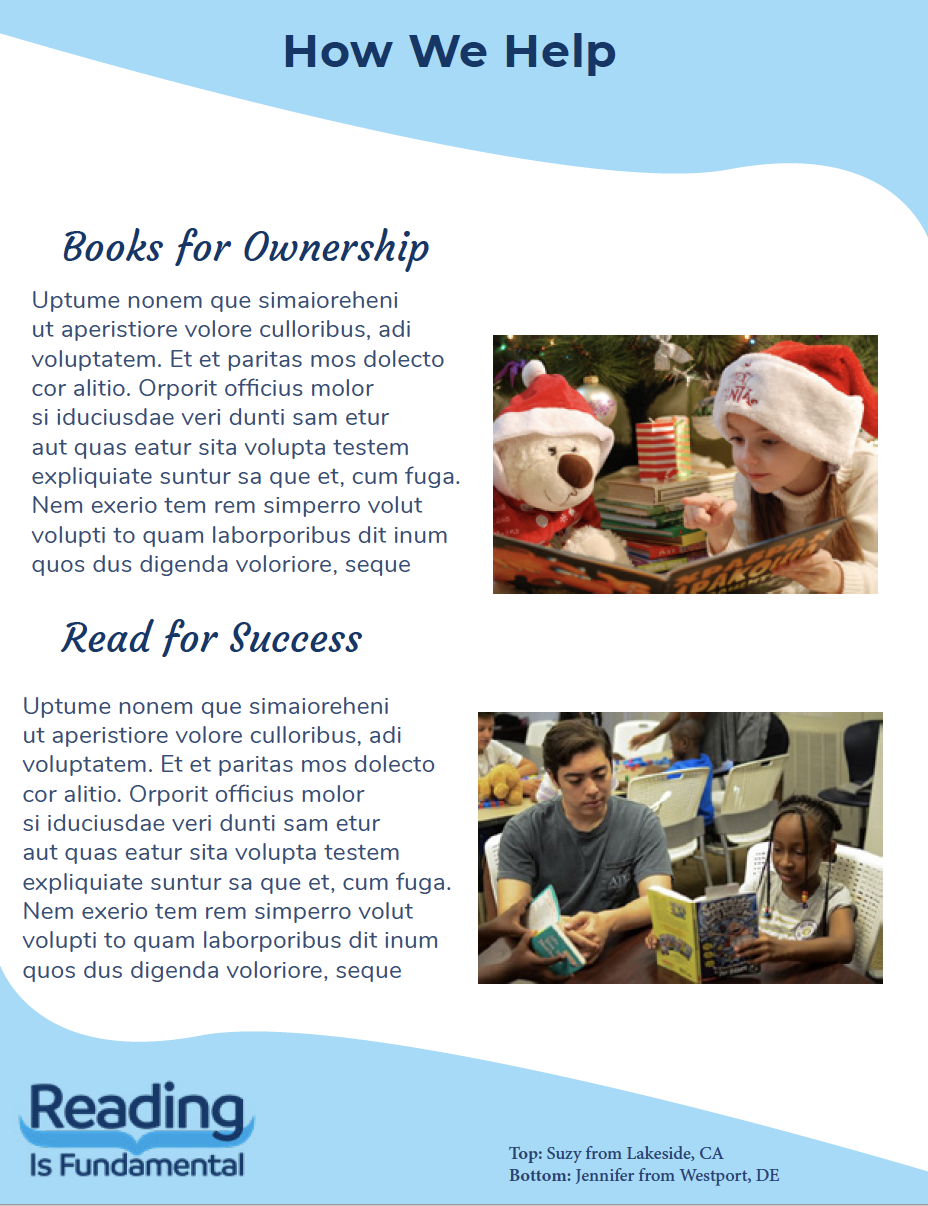 How We Help
Books for Ownership
Uptume nonem que simaioreheni
ut aperistiore volore culloribus, adi
voluptatem. Et et paritas mos dolecto
cor alitio. Orporit officius molor
si iduciusdae veri dunti sam etur
aut quas eatur sita volupta testem
expliquiate suntur sa que et, cum fuga.
Nem exerio tem rem simperro volut
volupti to quam laborporibus dit inum
quos dus digenda voloriore, seque
Read for Success
Uptume nonem que simaioreheni
ut aperistiore volore culloribus, adi
voluptatem. Et et paritas mos dolecto
cor alitio. Orporit officius molor
si iduciusdae veri dunti sam etur
aut quas eatur sita volupta testem
expliquiate suntur sa que et, cum fuga.
Nem exerio tem rem simperro volut
volupti to quam laborporibus dit inum
quos dus digenda voloriore, seque
Reading
Is Fundamental
Top: Suzy from Lakeside, CA
Bottom: Jennifer from Westport, DE